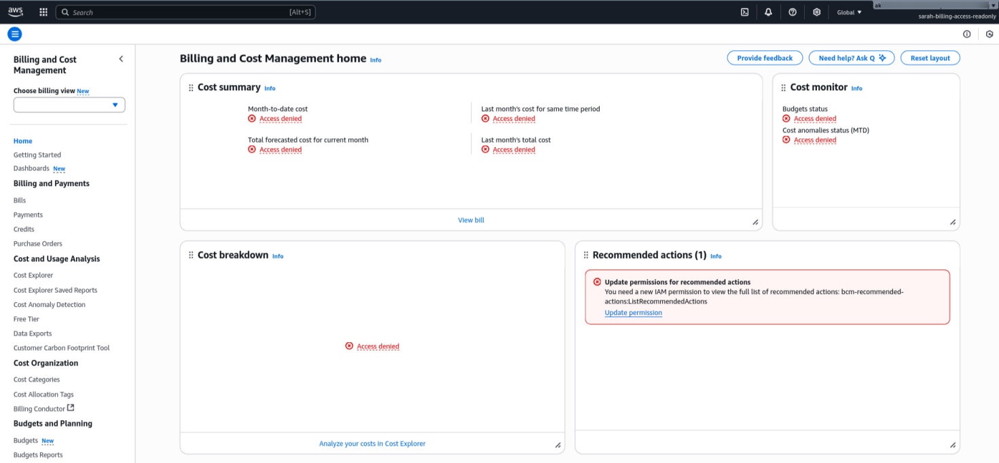 aws
Search
[Alt+S]
Global
ak
sarah-billing-access-readonly
Billing and Cost
Management
Choose billing view New
Home
Getting Started
Dashboards New
Billing and Payments
Bills
Payments
Credits
Purchase Orders
Cost and Usage Analysis
Cost Explorer
Cost Explorer Saved Reports
Cost Anomaly Detection
Free Tier
Data Exports
Customer Carbon Footprint Tool
Cost Organization
Cost Categories
Cost Allocation Tags
Billing Conductor
Budgets and Planning
Budgets New
Budgets Reports
Billing and Cost Management home Info
Provide feedback
Need help? Ask Q
Reset layout
Cost summary Info
Month-to-date cost
Access denied
Last month's cost for same time period
Access denied
Total forecasted cost for current month
Access denied
Last month's total cost
Access denied
View bill
Cost monitor Info
Budgets status
Access denied
Cost anomalies status (MTD)
Access denied
Cost breakdown Info
Access denied
Analyze your costs in Cost Explorer
Recommended actions (1) Info
Update permissions for recommended actions
You need a new IAM permission to view the full list of recommended actions: bcm-recommended-
actions:ListRecommendedActions
Update permission